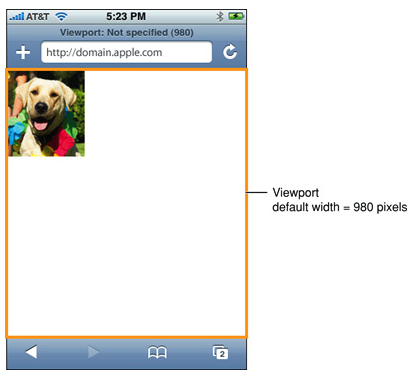 AT&T 5:23 PM
Viewport: Not specified (980)
http://domain.apple.com
Viewport
default width = 980 pixels
2